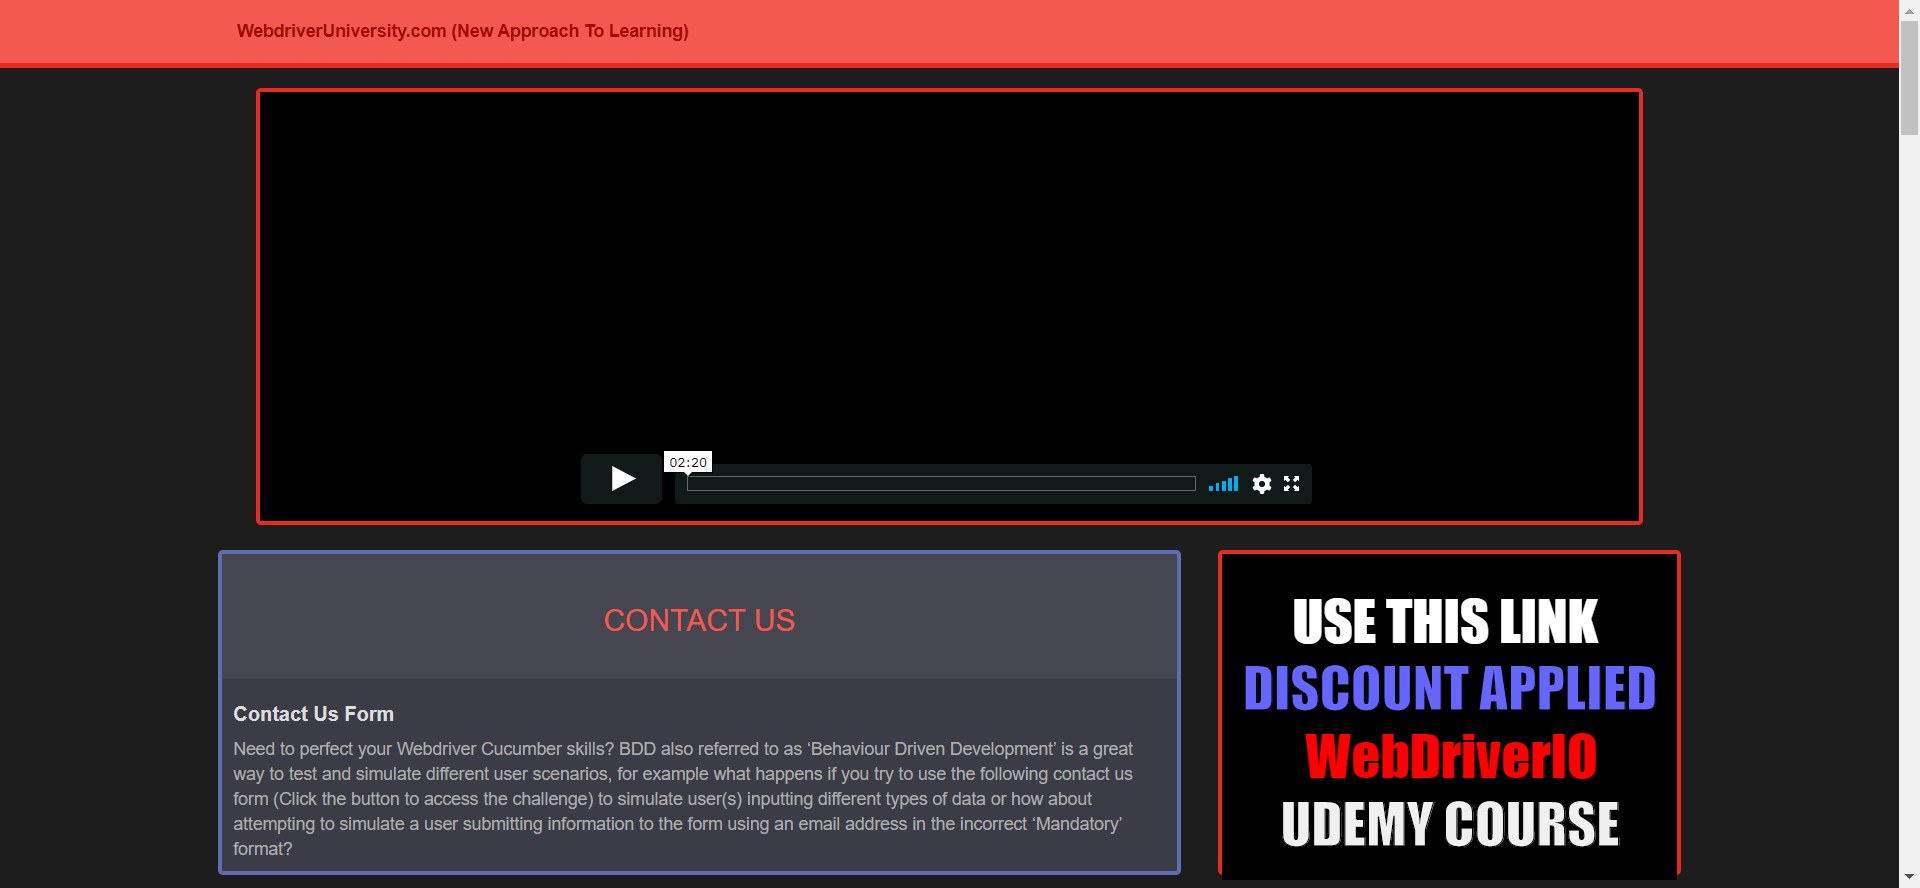 WebdriverUniversity.com (New Approach To Learning)
02:20
CONTACT US
Contact Us Form
Need to perfect your Webdriver Cucumber skills? BDD also referred to as ‘Behaviour Driven Development’ is a great
way to test and simulate different user scenarios, for example what happens if you try to use the following contact us
form (Click the button to access the challenge) to simulate user(s) inputting different types of data or how about
attempting to simulate a user submitting information to the form using an email address in the incorrect ‘Mandatory’
format?
USE THIS LINK
DISCOUNT APPLIED
WebDriverIO
UDEMY COURSE